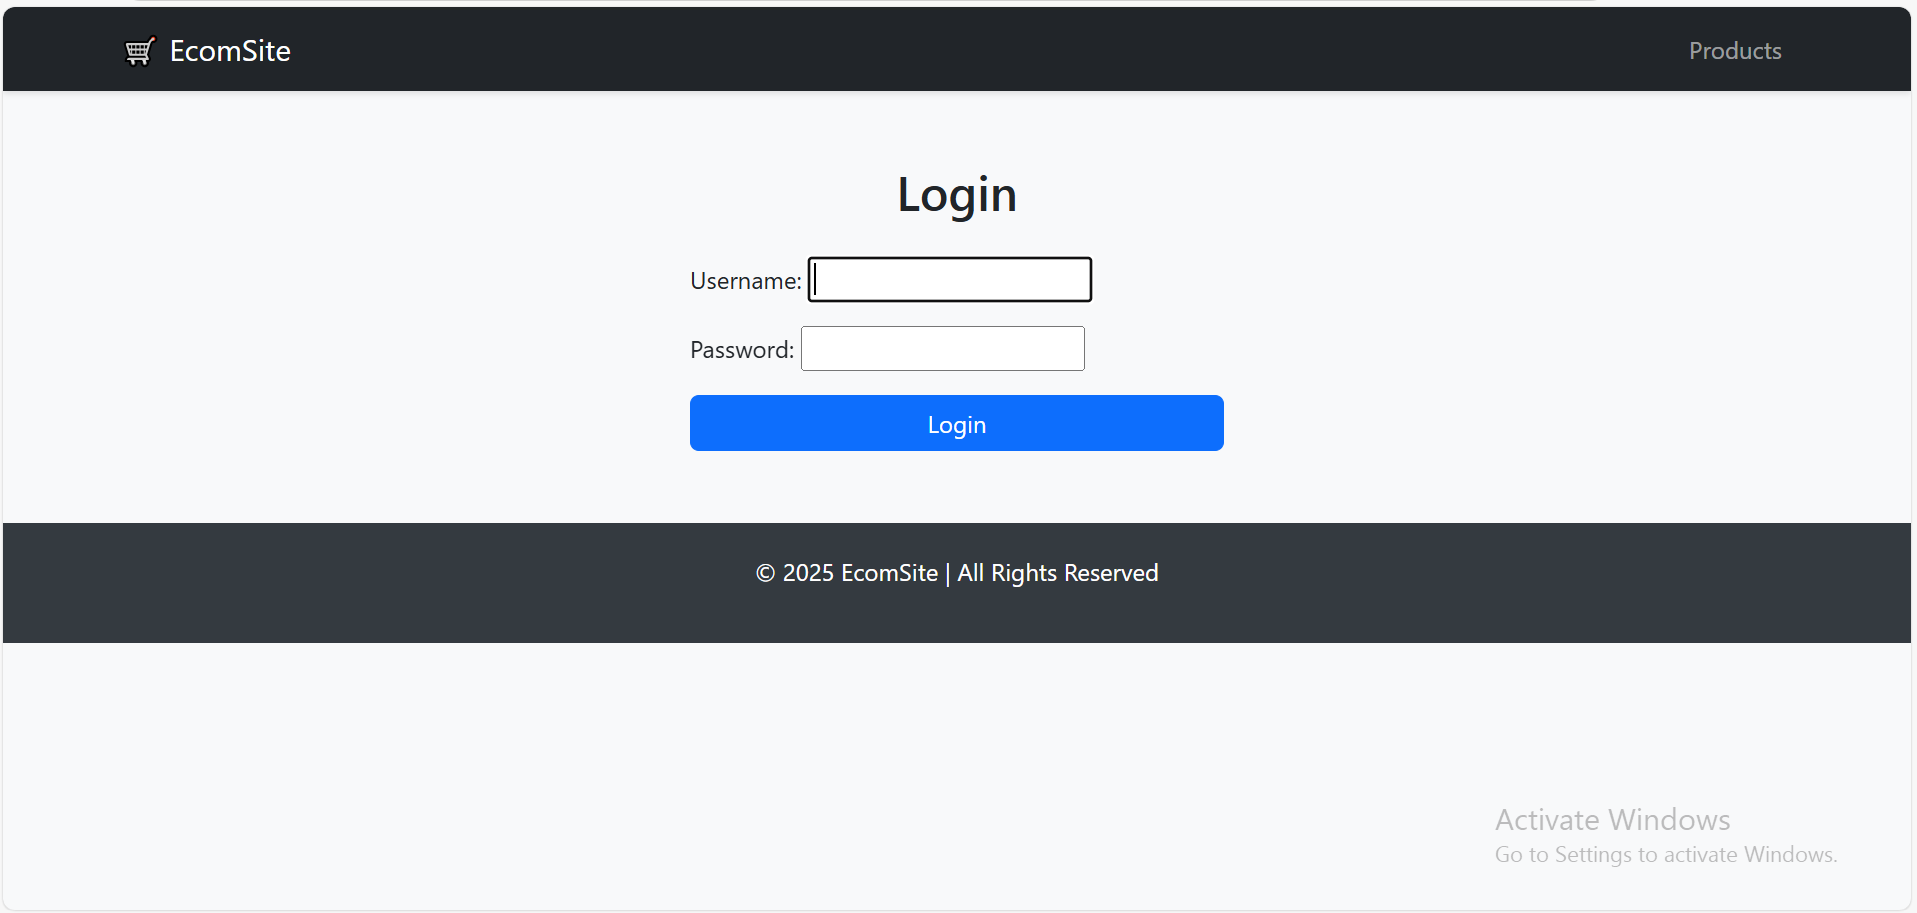 EcomSite
Products
Login
Username:
Password:
Login
© 2025 EcomSite | All Rights Reserved
Activate Windows
Go to Settings to activate Windows.